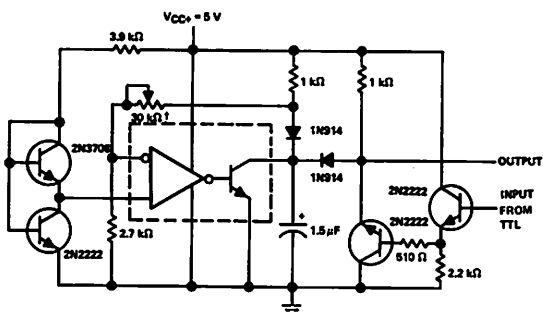 VCC+ = 5 V
3.9 kΩ
1 kΩ
1 kΩ
30 kΩ †
1N914
2N3708
1N914
OUTPUT
2N2222
INPUT
FROM
TTL
2N2222
2.7 kΩ
1.5 μF
510 Ω
2.2 kΩ
2N2222